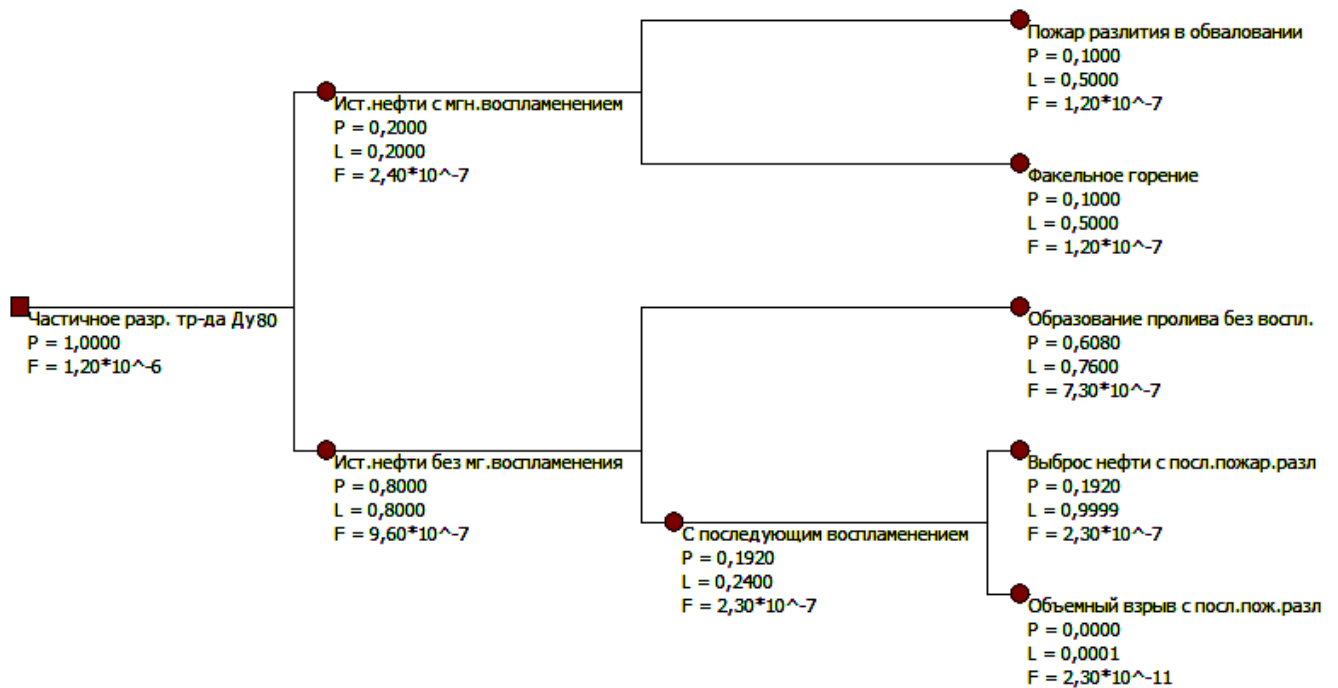 Пожар разлития в обваловании
P = 0,1000
L = 0,5000
F = 1,20*10^-7
Ист.нефти с мгн.воспламенением
P = 0,2000
L = 0,2000
F = 2,40*10^-7
Факельное горение
P = 0,1000
L = 0,5000
F = 1,20*10^-7
Частичное разр. тр-да Ду80
P = 1,0000
F = 1,20*10^-6
Образование пролива без воспл.
P = 0,6080
L = 0,7600
F = 7,30*10^-7
Ист.нефти без мг.воспламенения
P = 0,8000
L = 0,8000
F = 9,60*10^-7
Выброс нефти с посл.пожар.разл
P = 0,1920
L = 0,9999
F = 2,30*10^-7
С последующим воспламенением
P = 0,1920
L = 0,2400
F = 2,30*10^-7
Объемный взрыв с посл.пож.разл
P = 0,0000
L = 0,0001
F = 2,30*10^-11